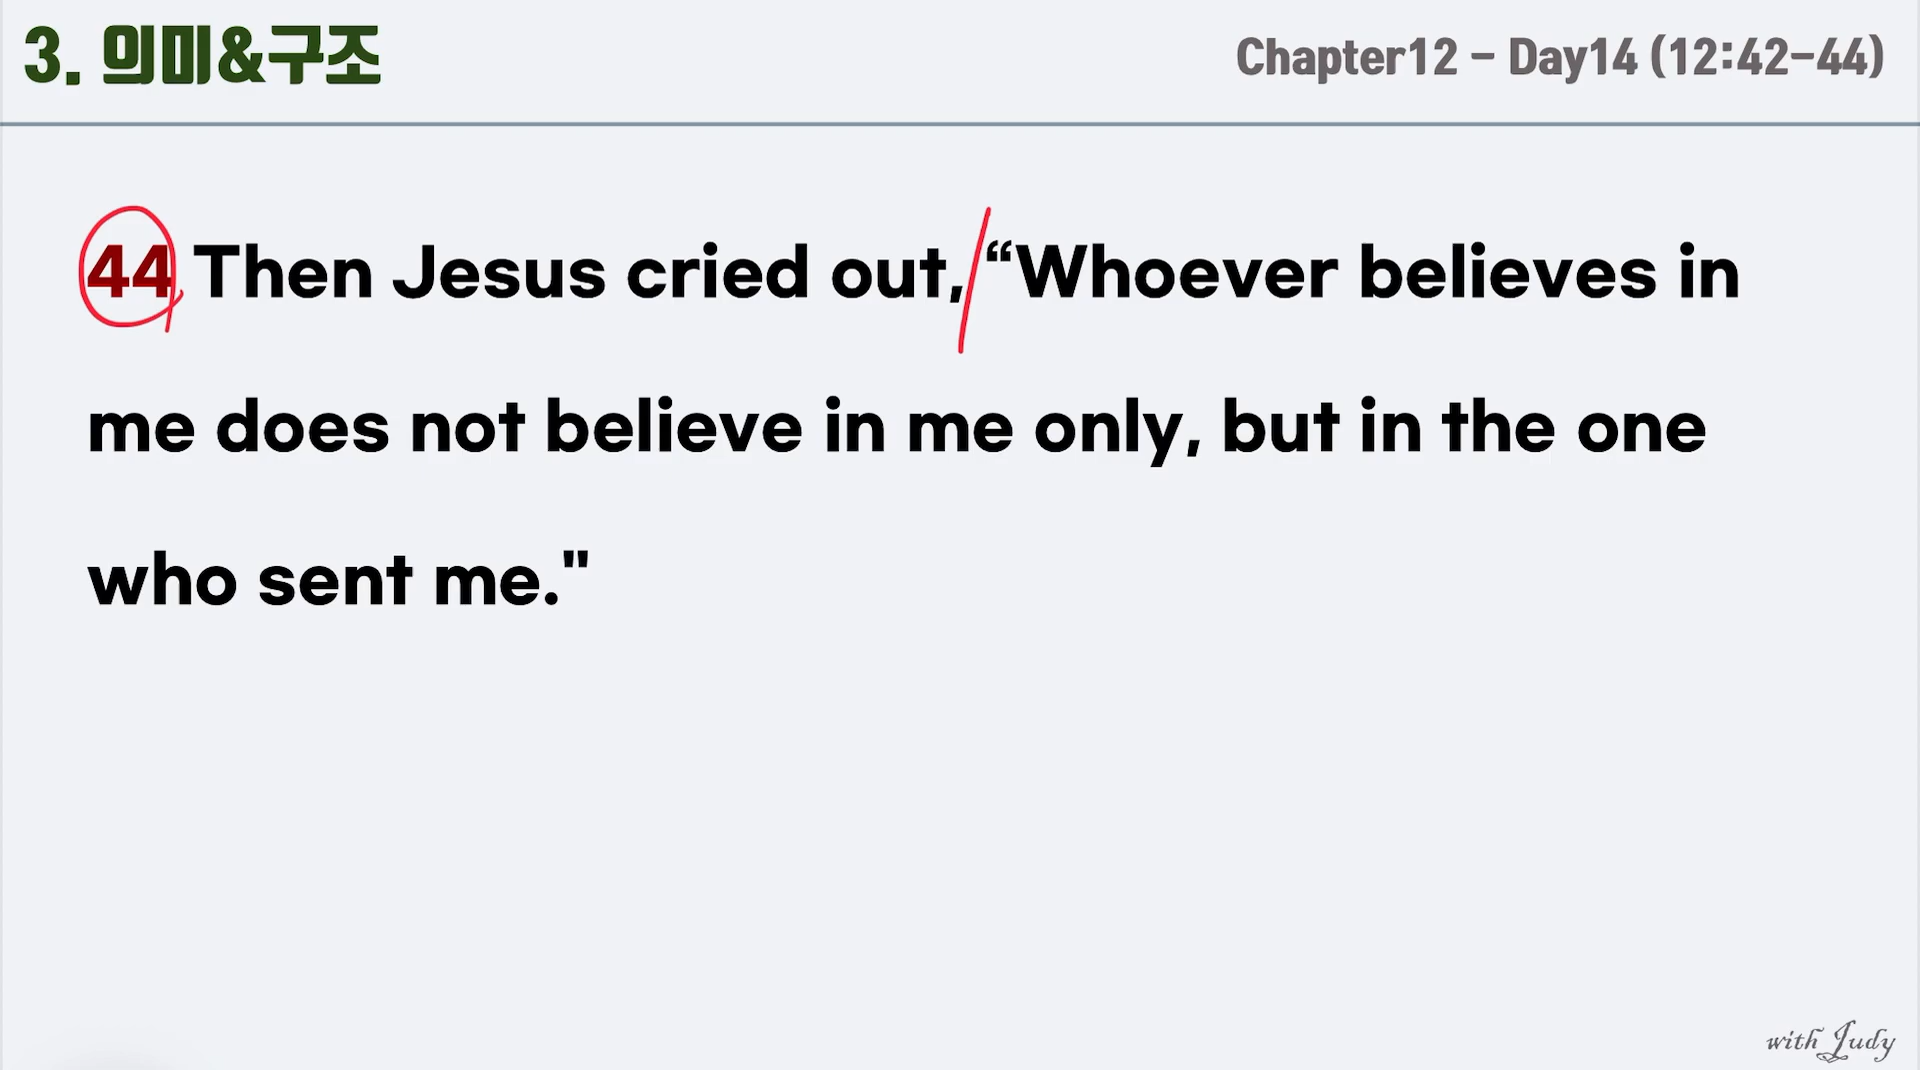 3. 의미&구조
Chapter12 - Day14 (12:42-44)
44 Then Jesus cried out, “Whoever believes in
me does not believe in me only, but in the one
who sent me."
with Judy